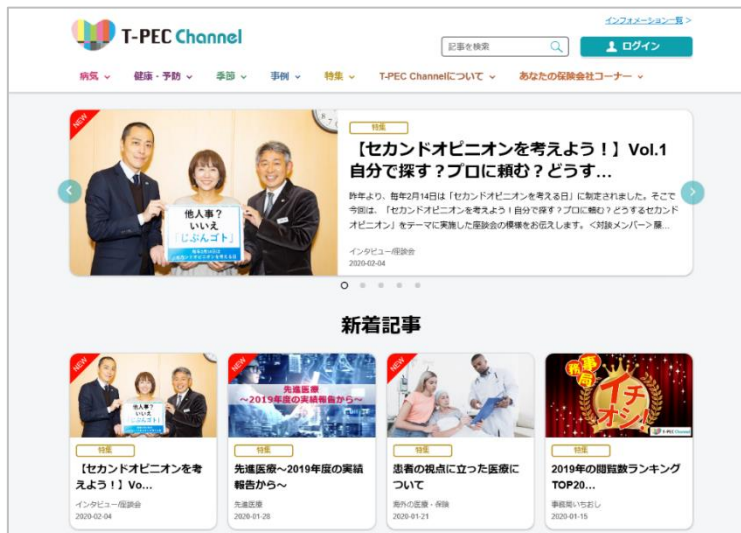 インフォメーション一覧 >
T-PEC Channel
記事を検索
ログイン
病気
健康・予防
季節
事例
特集
T-PEC Channelについて
あなたの保険会社コーナー
NEW
他人事?
いいえ
「じぶんゴト」
特集
【セカンドオピニオンを考えよう!】Vol.1
自分で探す?プロに頼む?どうす...
昨年より、毎年2月14日は「セカンドオピニオンを考える日」に制定されました。そこで
今回は、「セカンドオピニオンを考えよう!自分で探す?プロに頼む?どうするセカンド
オピニオン」をテーマに実施した座談会の模様をお伝えします。<対談メンバー>藤...
インタビュー/座談会
2020-02-04
新着記事
NEW
他人事?
いいえ
「じぶんゴト」
特集
【セカンドオピニオンを考
えよう!】Vo...
インタビュー/座談会
2020-02-04
NEW
先進医療
~2019年度の実績報告から~
特集
先進医療~2019年度の実績
報告から~
先進医療
2020-01-28
NEW
特集
患者の視点に立った医療に
ついて
海外の医療・保険
2020-01-21
事務局
イチオシ!
T-PEC Channel
特集
2019年の閲覧数ランキング
TOP20...
事務局いちおし
2020-01-15